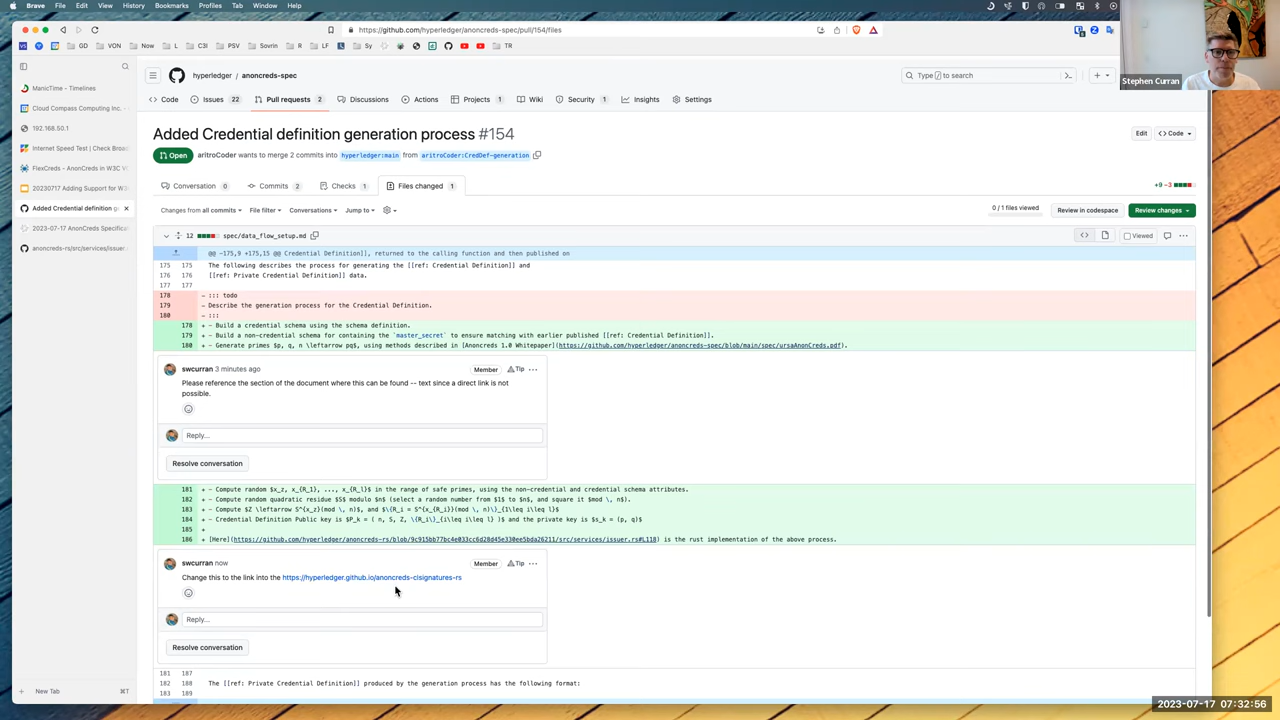 Brave File Edit View History Bookmarks Profiles Tab Window Help
https://github.com/hyperledger/anoncreds-spec/pull/154/files
GD VON Now L C3I PSV Sovrin R LF Sy TR
Stephen Curran
ManicTime - Timelines
Cloud Compass Computing Inc. -
192.168.50.1
Internet Speed Test | Check Broad
FlexCreds - AnonCreds in W3C V
20230717 Adding Support for W3
Added Credential definition g
2023-07-17 AnonCreds Specifica
anoncreds-rs/src/services/issuer.
New Tab ⌘T
hyperledger / anoncreds-spec
Type / to search
Code Issues 22 Pull requests 2 Discussions Actions Projects 1 Wiki Security 1 Insights Settings
Added Credential definition generation process #154
Edit <> Code
Open aritroCoder wants to merge 2 commits into hyperledger:main from aritroCoder:CredDef-generation
Conversation 0 Commits 2 Checks 1 Files changed 1
+9 −3
Changes from all commits File filter Conversations Jump to
0 / 1 files viewed Review in codespace Review changes
12 spec/data_flow_setup.md
Viewed
@@ -175,9 +175,15 @@ Credential Definition]], returned to the calling function and then published on
175 175 The following describes the process for generating the [[ref: Credential Definition]] and
176 176 [[ref: Private Credential Definition]] data.
177 177
178 - ::: todo
179 - Describe the generation process for the Credential Definition.
180 - :::
178 + - Build a credential schema using the schema definition.
179 + - Build a non-credential schema for containing the `master_secret` to ensure matching with earlier published [[ref: Credential Definition]].
180 + - Generate primes $p, q, n \leftarrow pq$, using methods described in [Anoncreds 1.0 Whitepaper](https://github.com/hyperledger/anoncreds-spec/blob/main/spec/ursaAnonCreds.pdf).
swcurran 3 minutes ago Member Tip ...
Please reference the section of the document where this can be found -- text since a direct link is not
possible.
Reply...
Resolve conversation
181 + - Compute random $x_z, x_{R_1}, ..., x_{R_l}$ in the range of safe primes, using the non-credential and credential schema attributes.
182 + - Compute random quadratic residue $S$ modulo $n$ (select a random number from $1$ to $n$, and square it $mod \, n$).
183 + - Compute $Z \leftarrow S^{x_z}(mod \, n)$, and $\{R_i = S^{x_{R_i}}(mod \, n)\}_{1\leq i\leq l}$
184 + - Credential Definition Public key is $P_k = ( n, S, Z, \{R_i\}_{i\leq i\leq l} )$ and the private key is $s_k = (p, q)$
185 +
186 + [Here](https://github.com/hyperledger/anoncreds-rs/blob/9c915bb77bc4e033cc6d28d45e330ee5bda26211/src/services/issuer.rs#L118) is the rust implementation of the above process.
swcurran now Member Tip ...
Change this to the link into the https://hyperledger.github.io/anoncreds-clsignatures-rs
Reply...
Resolve conversation
181 187
182 188 The [[ref: Private Credential Definition]] produced by the generation process has the following format:
183 189
2023-07-17 07:32:56